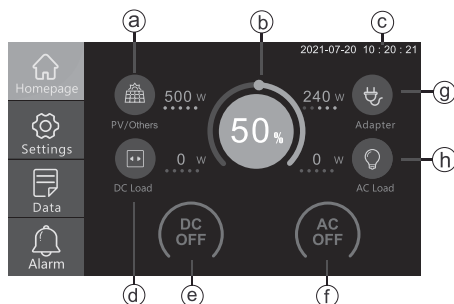 a b c
2021-07-20 10 : 20 : 21
Homepage
500 W
240 W
g
PV/Others
50 %
Adapter
Settings
0 W
0 W
h
DC Load
AC Load
Data
DC
OFF
AC
OFF
Alarm
d e f